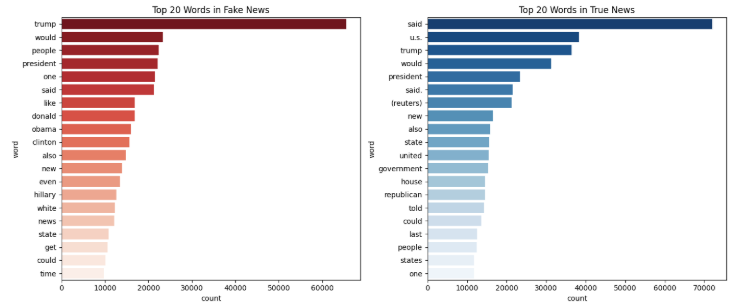 Top 20 Words in Fake News
word
trump
would
people
president
one
said
like
donald
obama
clinton
also
new
even
hillary
white
news
state
get
could
time
0 10000 20000 30000 40000 50000 60000
count
Top 20 Words in True News
word
said
u.s.
trump
would
president
said.
(reuters)
new
also
state
united
government
house
republican
told
could
last
people
states
one
0 10000 20000 30000 40000 50000 60000 70000
count